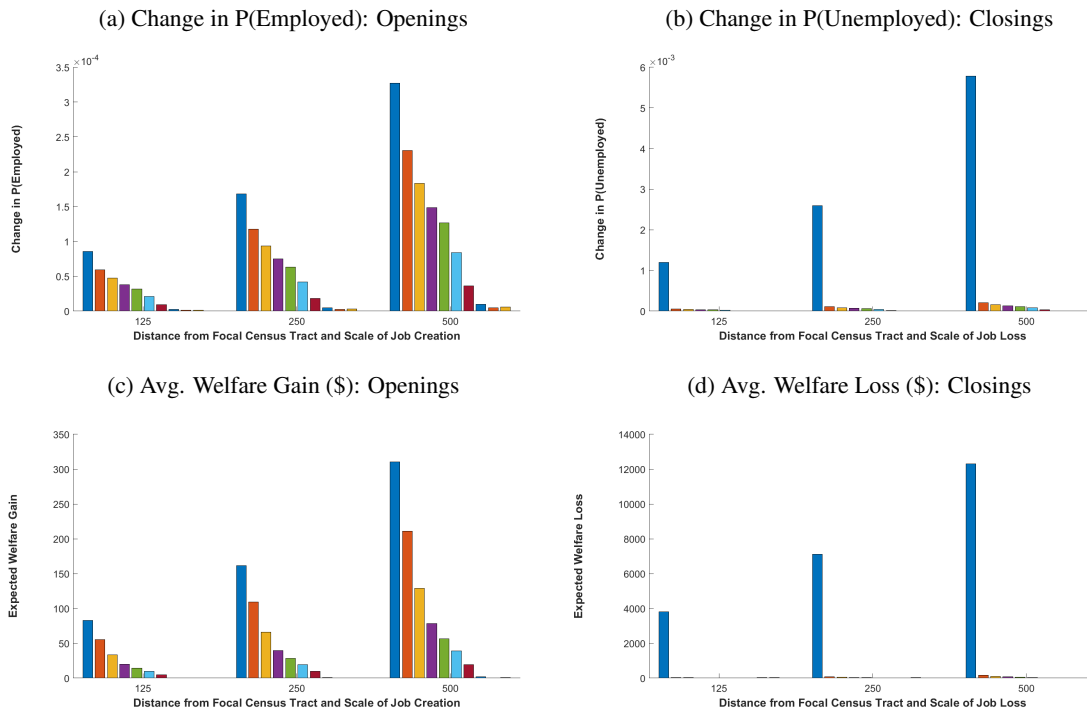 (a) Change in P(Employed): Openings
×10^-4
3.5
3
2.5
2
1.5
1
0.5
0
Change in P(Employed)
125 250 500
Distance from Focal Census Tract and Scale of Job Creation
(b) Change in P(Unemployed): Closings
×10^-3
6
5
4
3
2
1
0
Change in P(Unemployed)
125 250 500
Distance from Focal Census Tract and Scale of Job Loss
(c) Avg. Welfare Gain ($): Openings
350
300
250
200
150
100
50
0
Expected Welfare Gain
125 250 500
Distance from Focal Census Tract and Scale of Job Creation
(d) Avg. Welfare Loss ($): Closings
14000
12000
10000
8000
6000
4000
2000
0
Expected Welfare Loss
125 250 500
Distance from Focal Census Tract and Scale of Job Loss